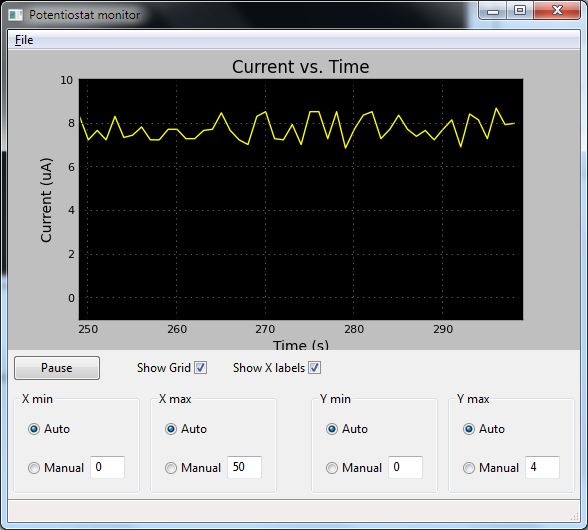 Potentiostat monitor
File
Current vs. Time
10
8
6
4
2
0
Current (uA)
250 260 270 280 290
Time (s)
Pause Show Grid Show X labels
X min X max Y min Y max
Auto Auto Auto Auto
Manual 0 Manual 50 Manual 0 Manual 4